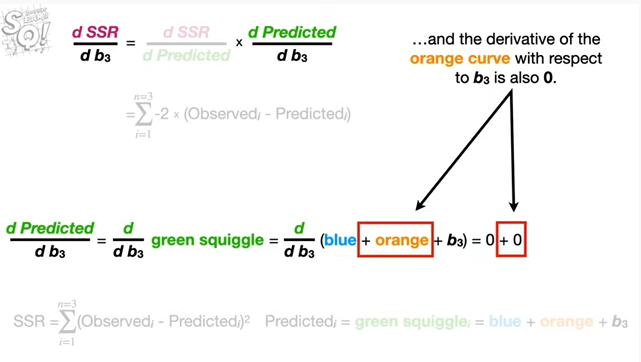 SQ!
d SSR / d b₃ = d SSR / d Predicted × d Predicted / d b₃
…and the derivative of the
orange curve with respect
to b₃ is also 0.
= n=3 ∑ i=1 -2 × (Observedᵢ - Predictedᵢ)
d Predicted / d b₃ = d / d b₃ green squiggle = d / d b₃ (blue + orange + b₃) = 0 + 0
SSR = n=3 ∑ i=1 (Observedᵢ - Predictedᵢ)² Predictedᵢ = green squiggleᵢ = blue + orange + b₃